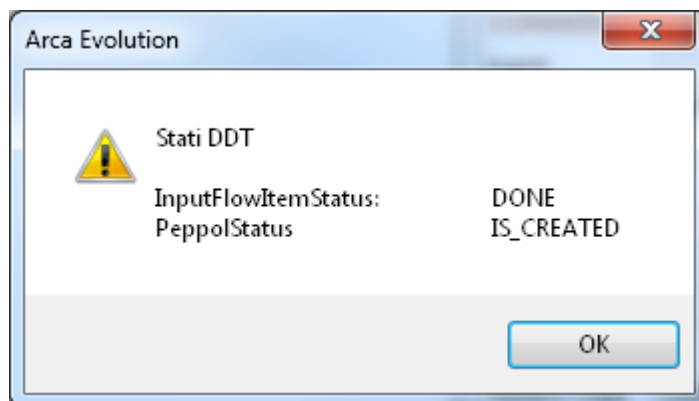 Arca Evolution
Stati DDT
InputFlowItemStatus: DONE
PeppolStatus IS_CREATED
OK